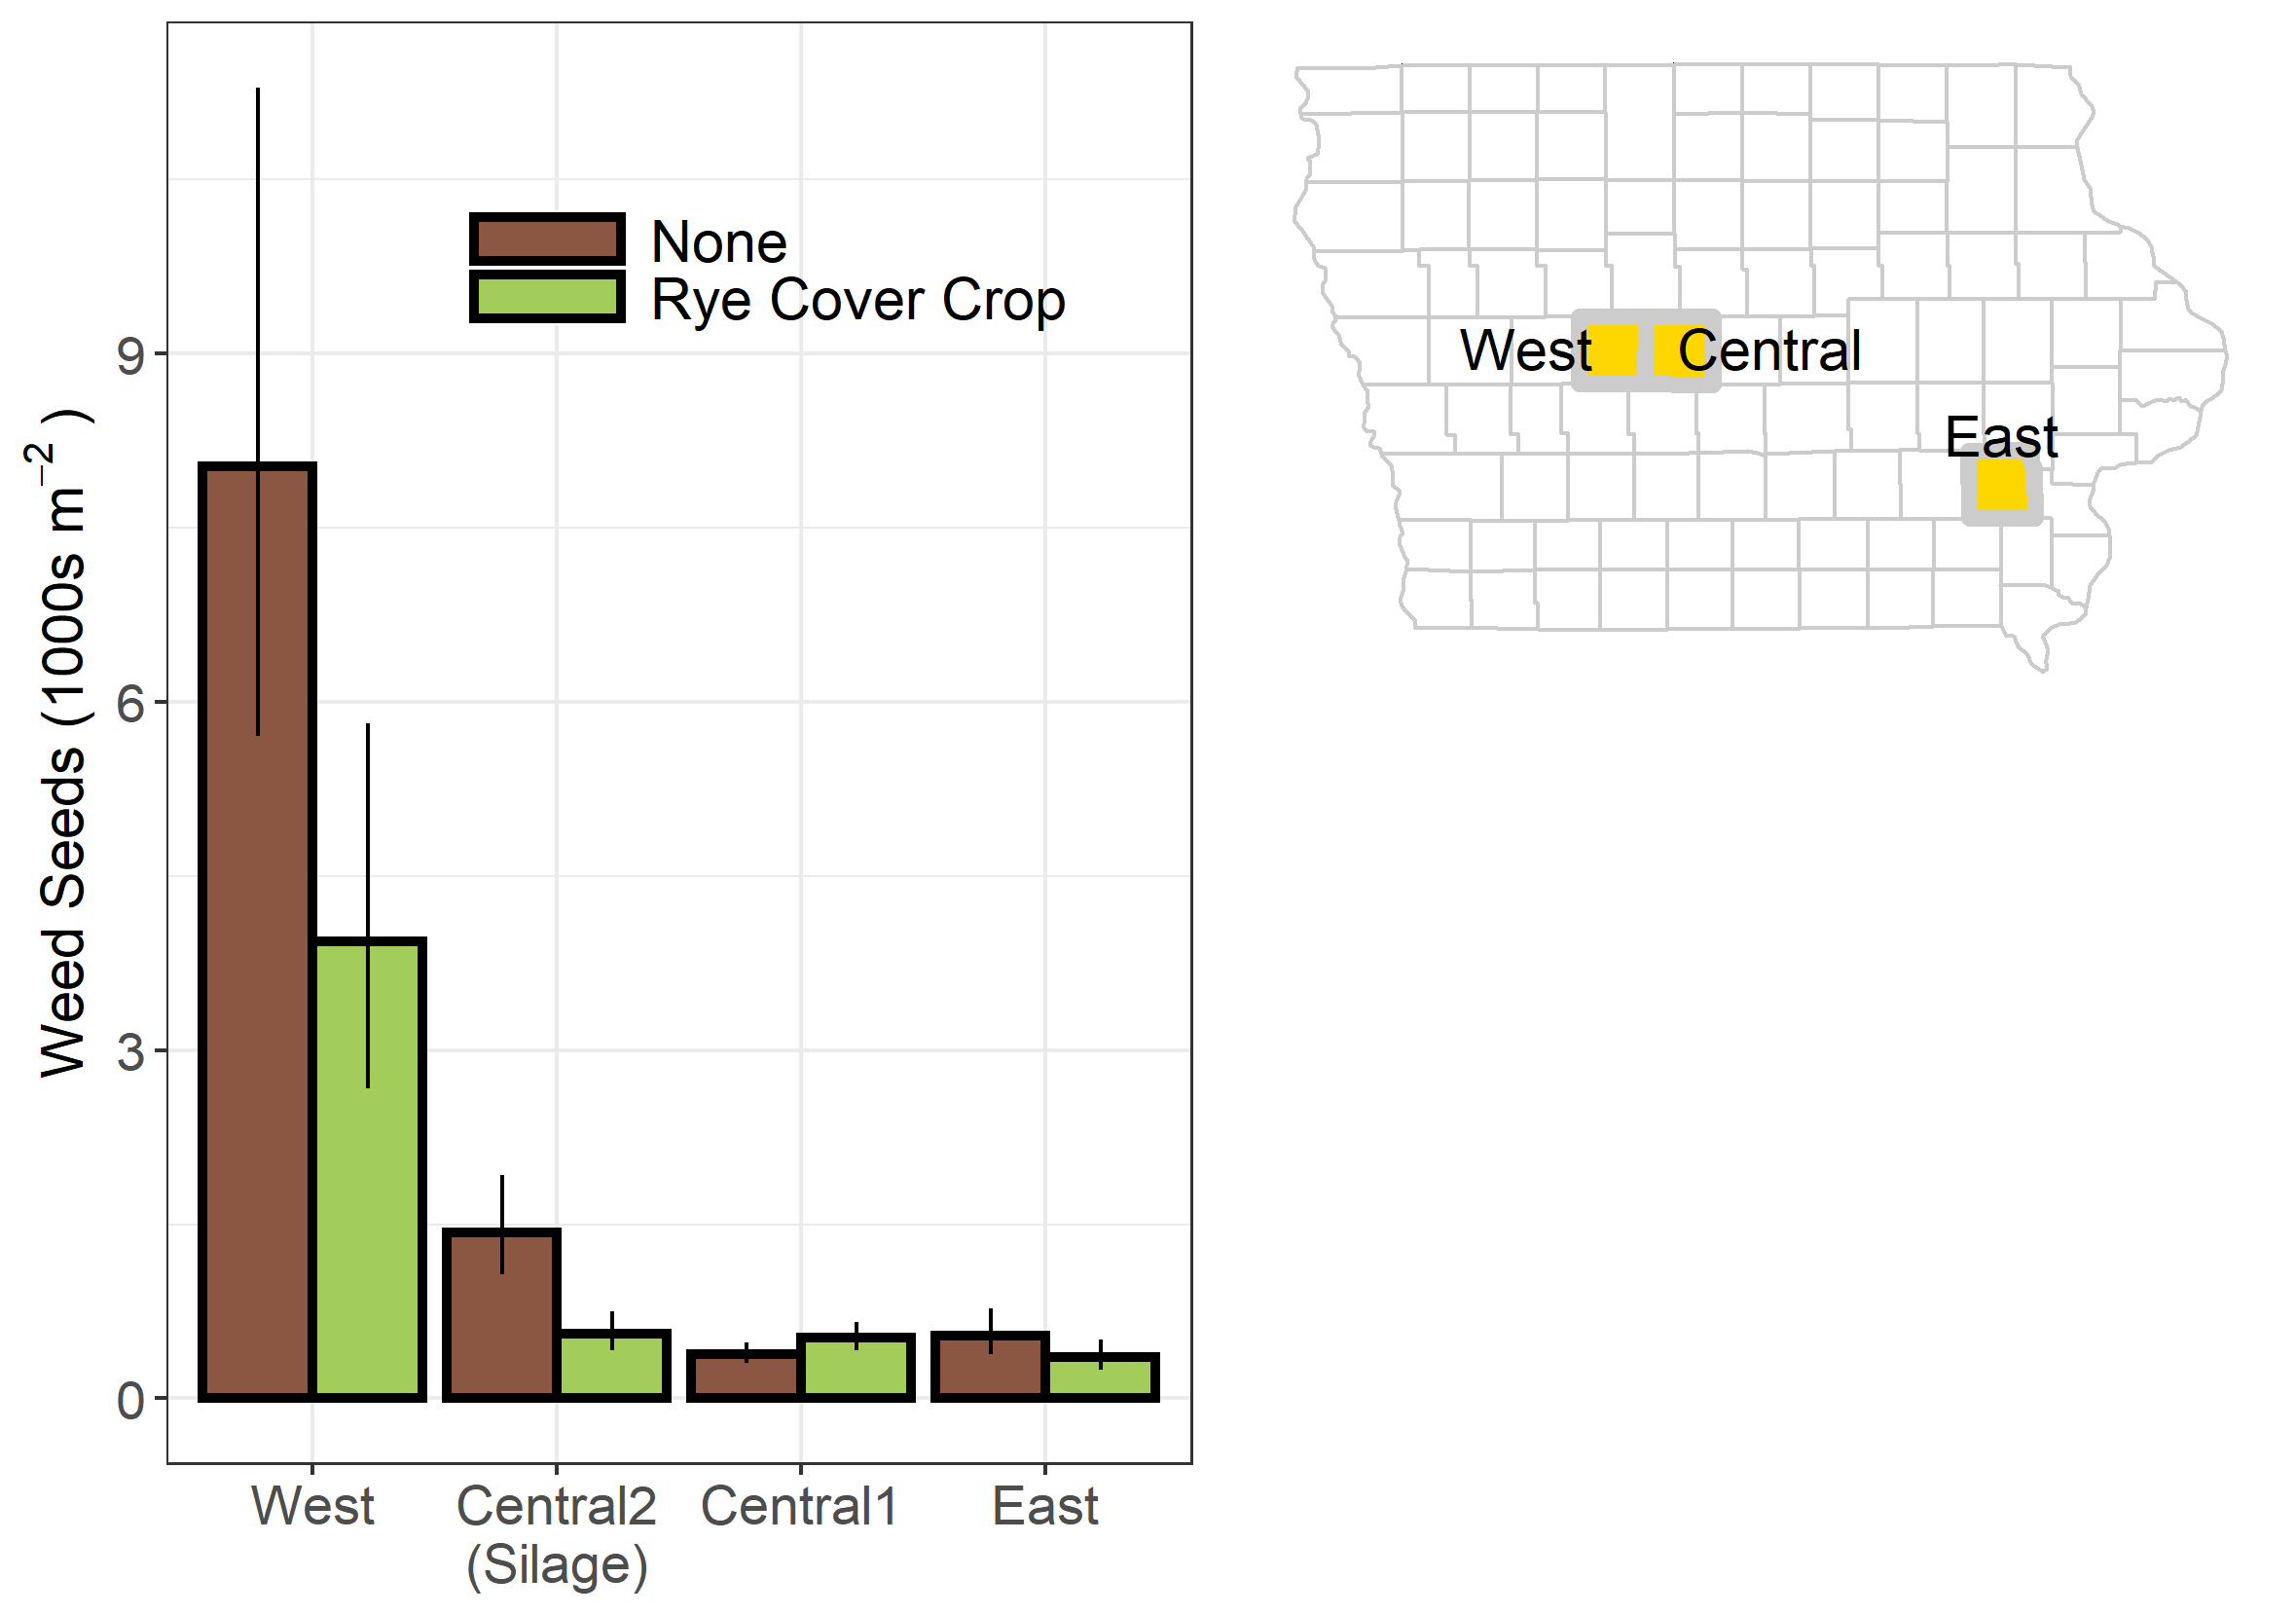 Weed Seeds (1000s m⁻²)
9
6
3
0
None
Rye Cover Crop
West
Central2
(Silage)
Central1
East
West
Central
East